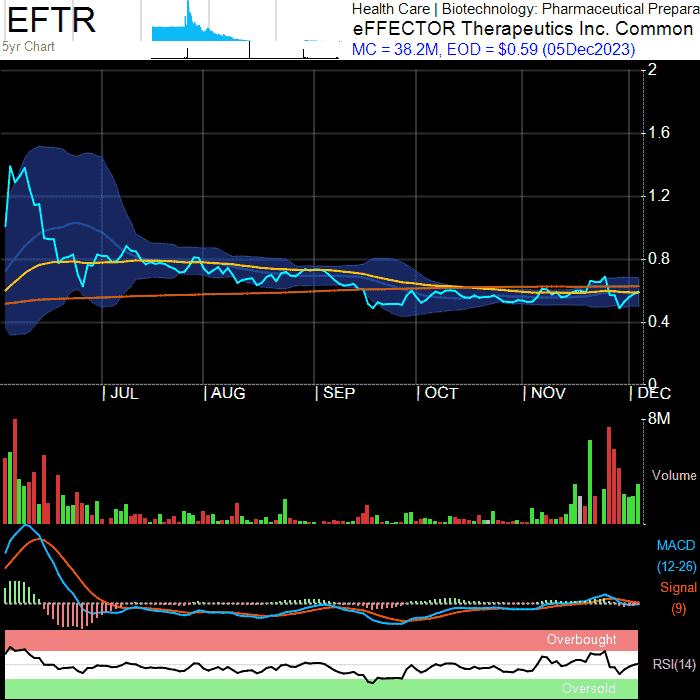 EFTR
5yr Chart
Health Care | Biotechnology: Pharmaceutical Prepara
eFFECTOR Therapeutics Inc. Common
MC = 38.2M, EOD = $0.59 (05Dec2023)
2
1.6
1.2
0.8
0.4
0
JUL AUG SEP OCT NOV DEC
8M
Volume
MACD
(12-26)
Signal
(9)
Overbought
RSI(14)
Oversold